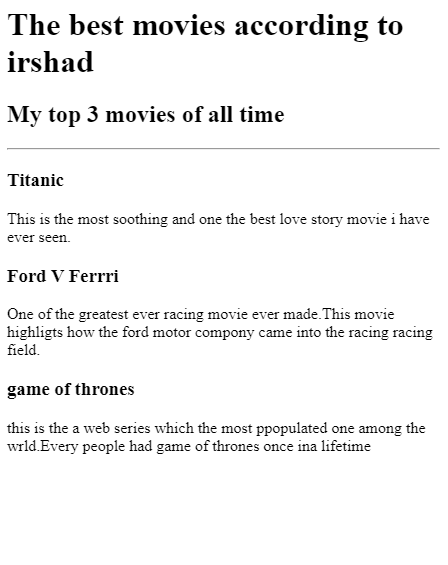 The best movies according to
irshad
My top 3 movies of all time
Titanic
This is the most soothing and one the best love story movie i have
ever seen.
Ford V Ferrri
One of the greatest ever racing movie ever made.This movie
highligts how the ford motor compony came into the racing racing
field.
game of thrones
this is the a web series which the most ppopulated one among the
wrld.Every people had game of thrones once ina lifetime